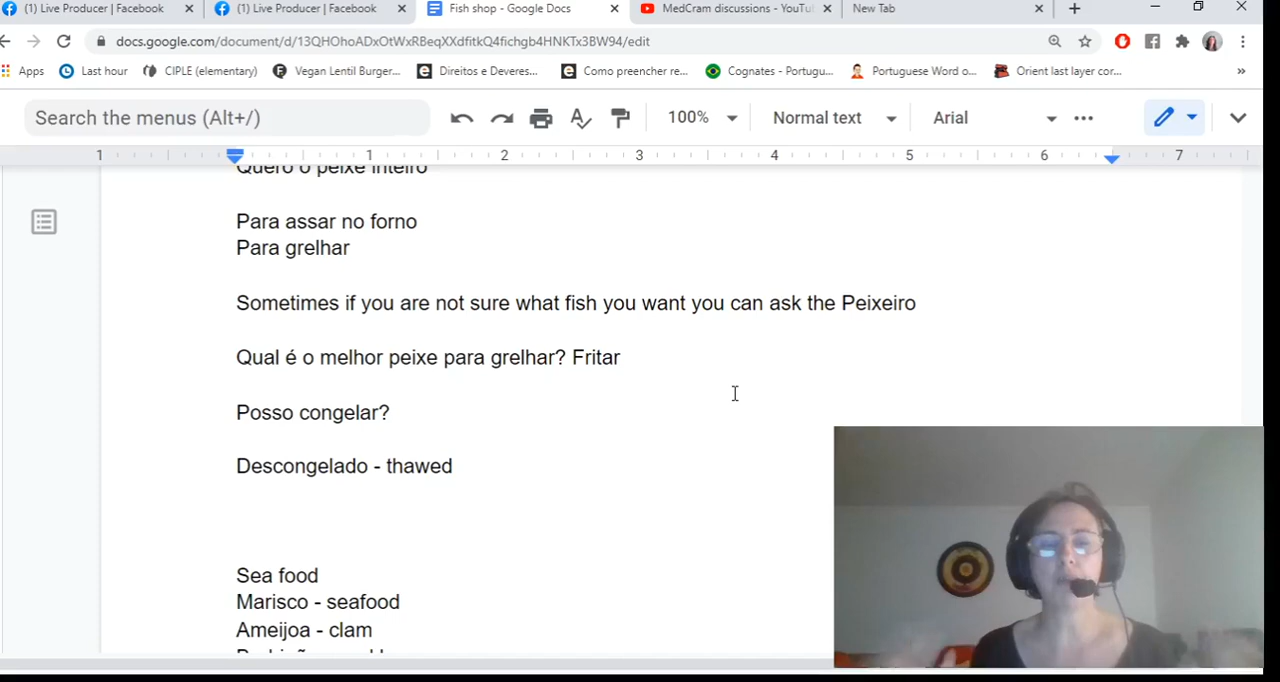 (1) Live Producer | Facebook
(1) Live Producer | Facebook
Fish shop - Google Docs
MedCram discussions - YouTu
New Tab
docs.google.com/document/d/13QHOhoADxOtWxRBeqXXdfitkQ4fichgb4HNKTx3BW94/edit
Apps
Last hour
CIPLE (elementary)
Vegan Lentil Burger...
Direitos e Deveres...
Como preencher re...
Cognates - Portugu...
Portuguese Word o...
Orient last layer cor...
Search the menus (Alt+/)
100%
Normal text
Arial
1 1 2 3 4 5 6 7
Quero o peixe inteiro
Para assar no forno
Para grelhar
Sometimes if you are not sure what fish you want you can ask the Peixeiro
Qual é o melhor peixe para grelhar? Fritar
Posso congelar?
Descongelado - thawed
Sea food
Marisco - seafood
Ameijoa - clam